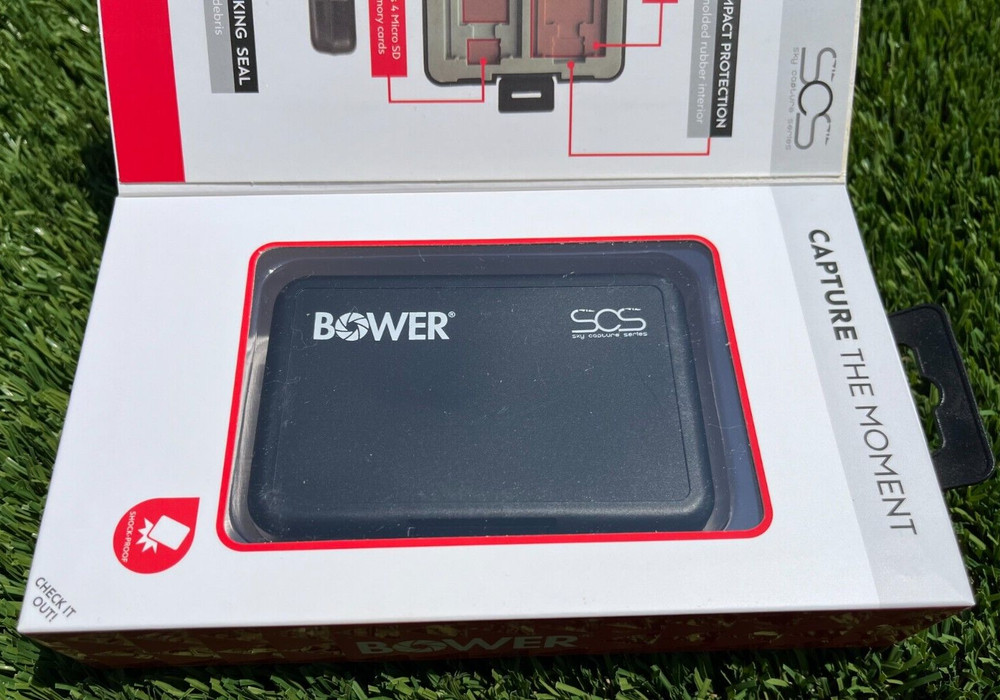 KING SEAL
debris
4 Micro SD
mory cards
MPACT PROTECTION
molded rubber interior
SCS
sky capture series
BOWER®
SCS
sky capture series
CAPTURE THE MOMENT
SHOCK-PROOF
CHECK IT
OUT!
BOWER